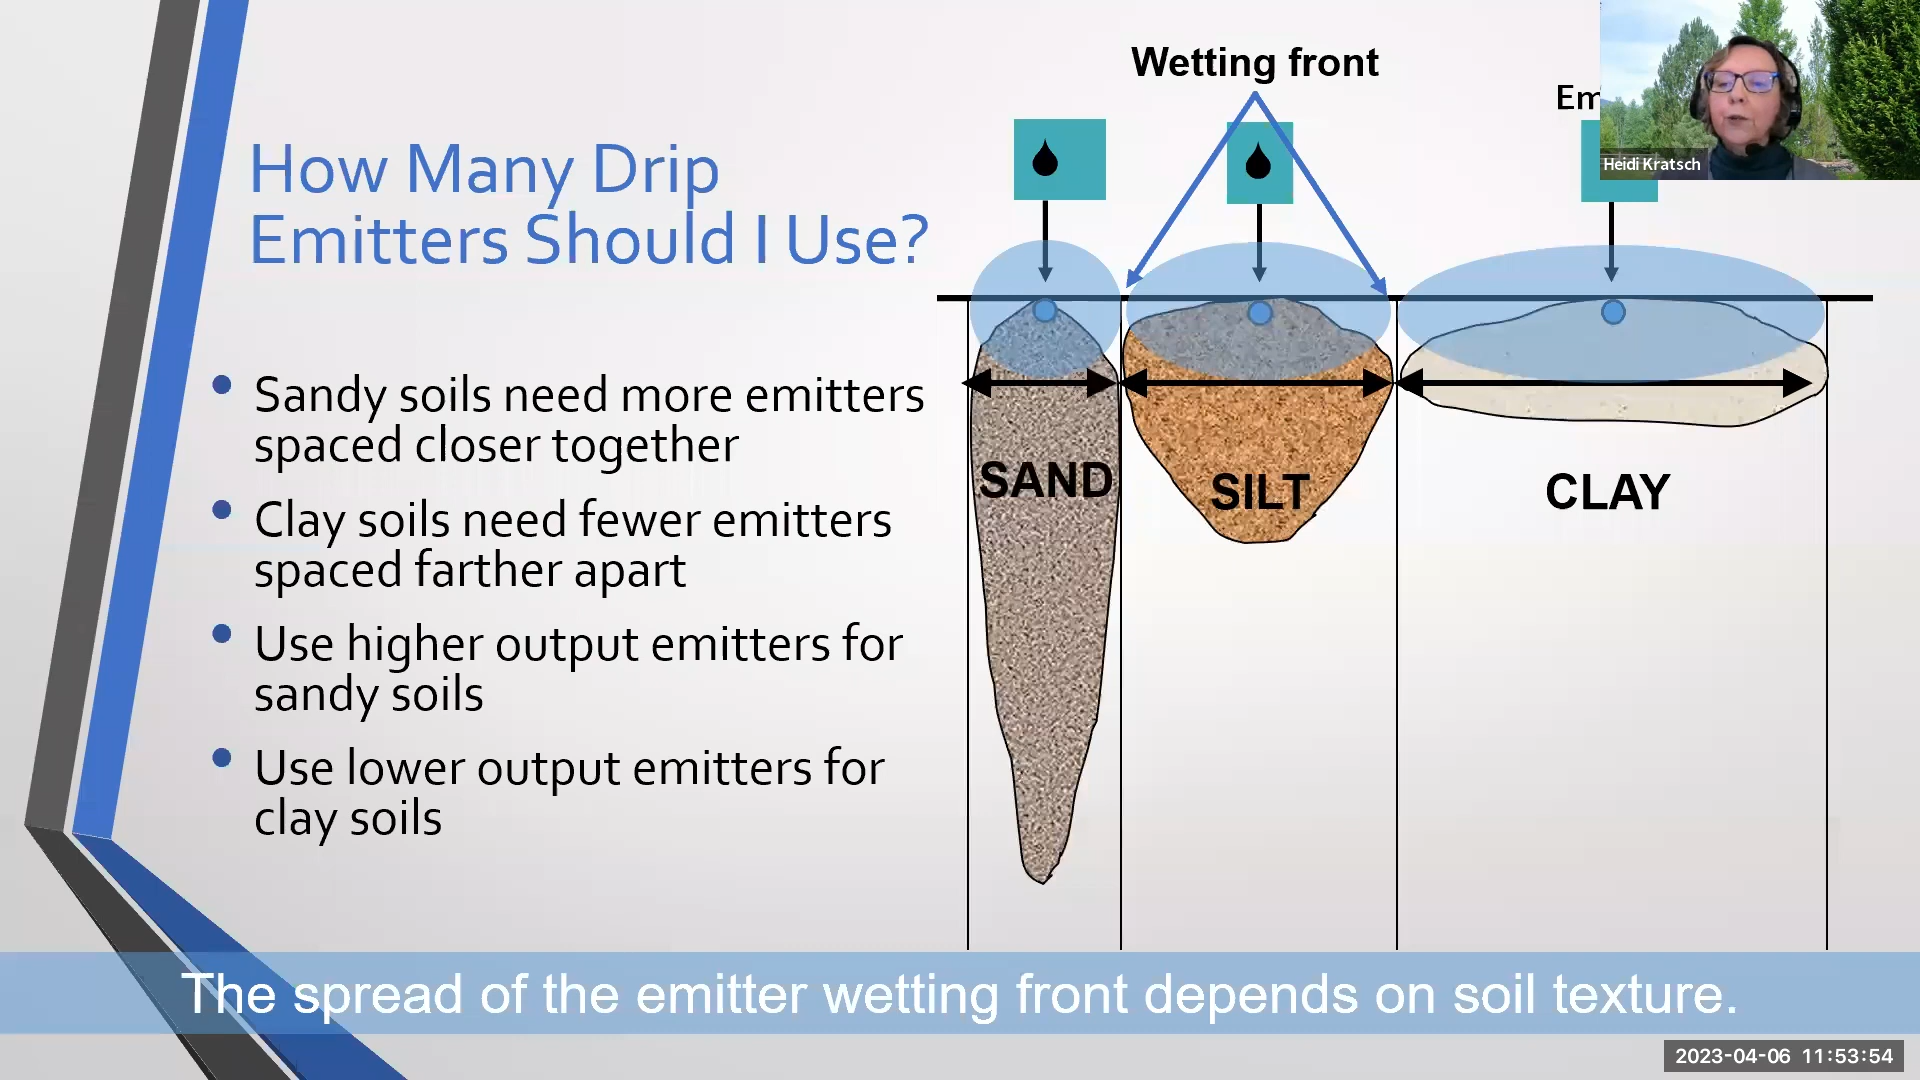 How Many Drip
Emitters Should I Use?
Sandy soils need more emitters
spaced closer together
Clay soils need fewer emitters
spaced farther apart
Use higher output emitters for
sandy soils
Use lower output emitters for
clay soils
Wetting front
Heidi Kratsch
SAND
SILT
CLAY
The spread of the emitter wetting front depends on soil texture.
2023-04-06 11:53:54